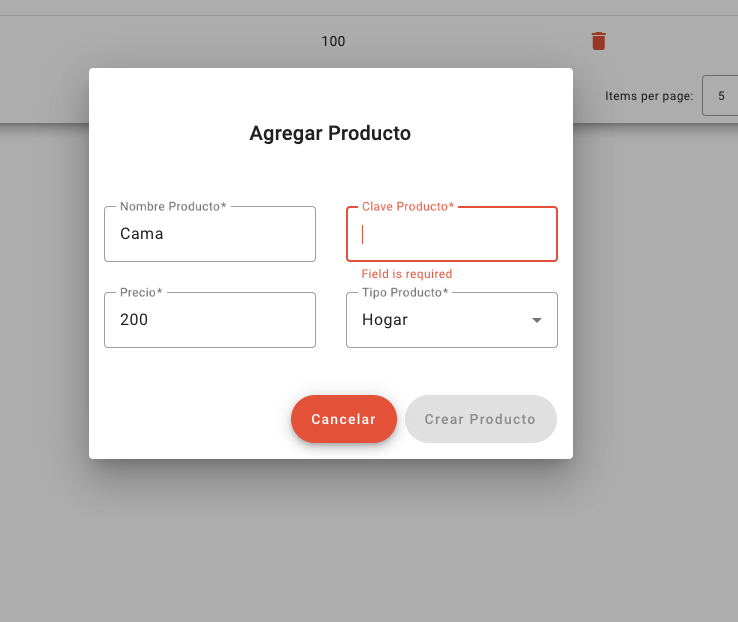 100
Items per page: 5
Agregar Producto
Nombre Producto* Clave Producto*
Cama
Field is required
Precio* Tipo Producto*
200 Hogar
Cancelar Crear Producto